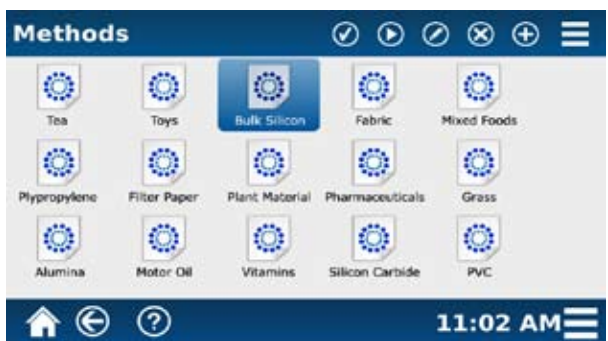 Methods
Tea Toys Bulk Silicon Fabric Mixed Foods
Plypropylene Filter Paper Plant Material Pharmaceuticals Grass
Alumina Motor Oil Vitamins Silicon Carbide PVC
? 11:02 AM